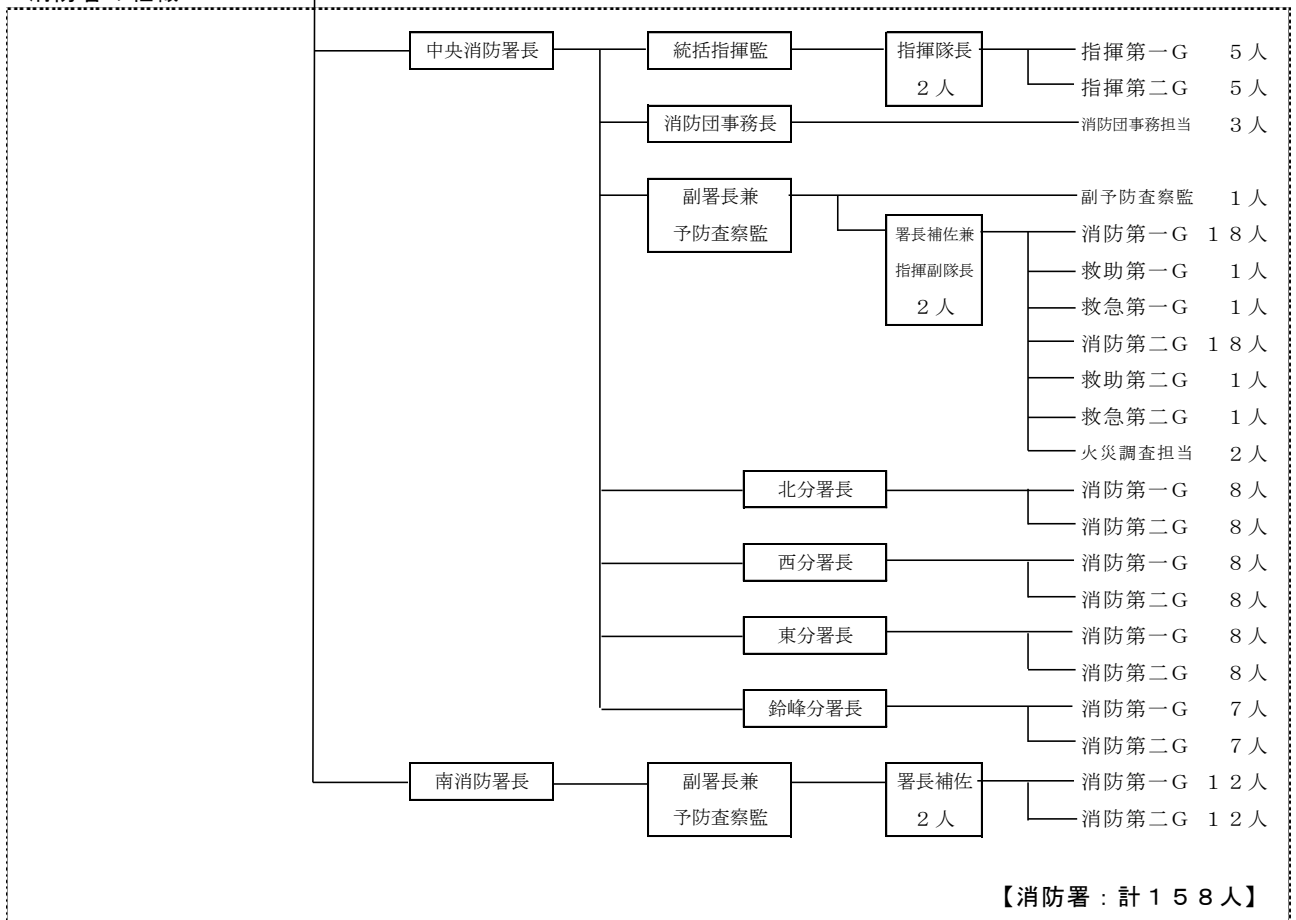 中央消防署長 統括指揮監 指揮隊長 指揮第一G 5人
2人 指揮第二G 5人
消防団事務長 消防団事務担当 3人
副署長兼 副予防査察監 1人
予防査察監 署長補佐兼 消防第一G 18人
指揮副隊長 救助第一G 1人
2人 救急第一G 1人
消防第二G 18人
救助第二G 1人
救急第二G 1人
火災調査担当 2人
北分署長 消防第一G 8人
消防第二G 8人
西分署長 消防第一G 8人
消防第二G 8人
東分署長 消防第一G 8人
消防第二G 8人
鈴峰分署長 消防第一G 7人
消防第二G 7人
南消防署長 副署長兼 署長補佐 消防第一G 12人
予防査察監 2人 消防第二G 12人
【消防署:計158人】